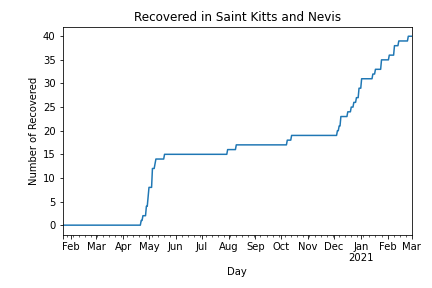 Recovered in Saint Kitts and Nevis
Number of Recovered
40
35
30
25
20
15
10
5
0
Feb Mar Apr May Jun Jul Aug Sep Oct Nov Dec Jan Feb Mar
2021
Day